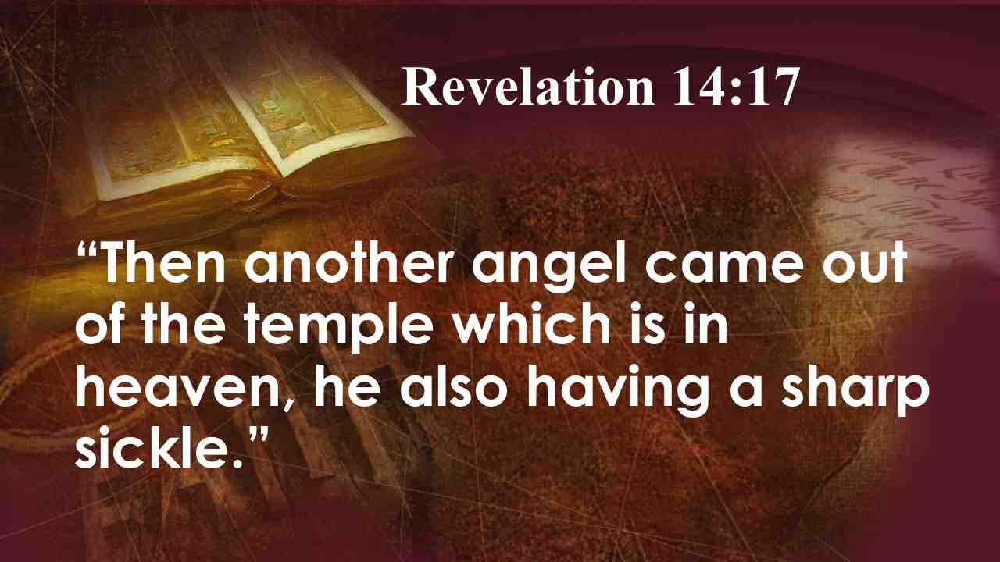 Revelation 14:17
“Then another angel came out
of the temple which is in
heaven, he also having a sharp
sickle.”